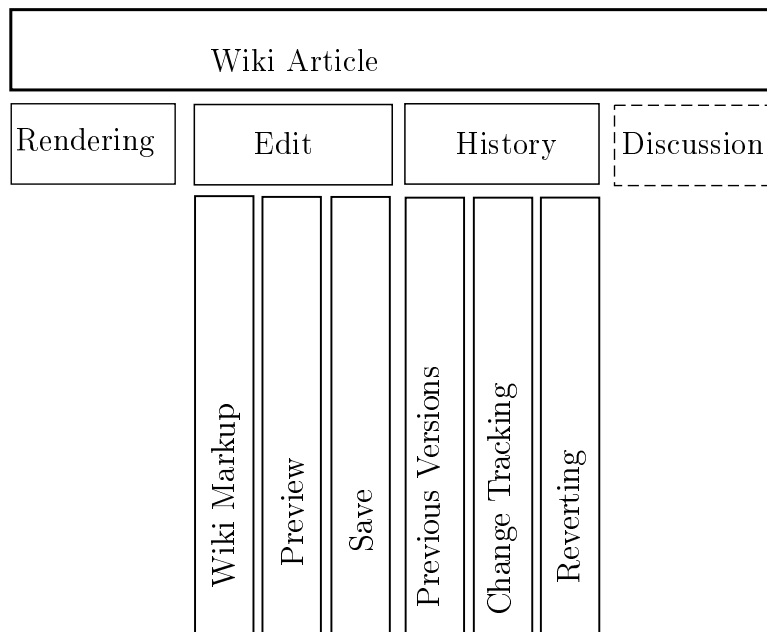 Wiki Article
Rendering
Edit
History
Discussion
Wiki Markup
Preview
Save
Previous Versions
Change Tracking
Reverting